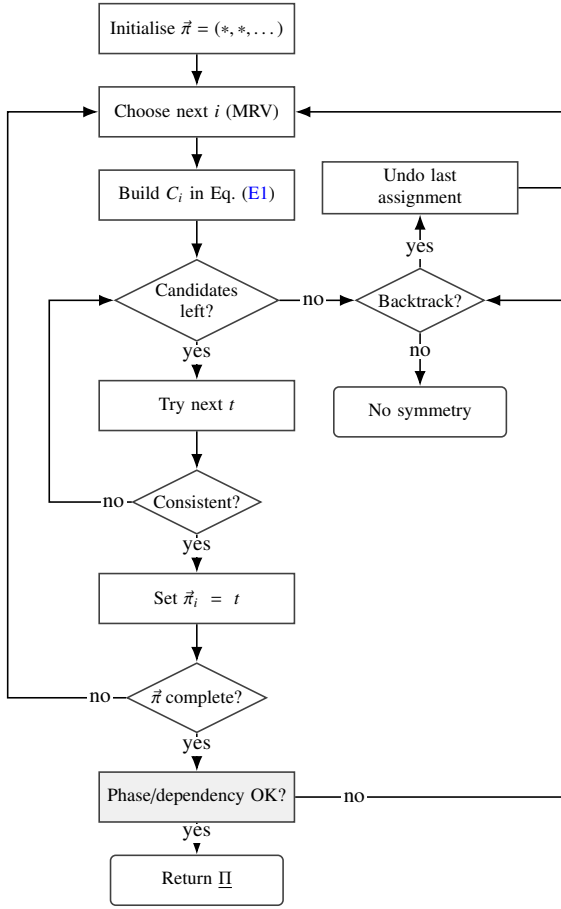 Initialise π⃗ = (∗, ∗, . . . )
Choose next i (MRV)
Build Cᵢ in Eq. (E1)
Undo last
assignment
yes
Candidates
left?
no
Backtrack?
yes
no
Try next t
No symmetry
no
Consistent?
yes
Set π⃗ᵢ = t
no
π⃗ complete?
yes
Phase/dependency OK?
no
yes
Return Π̲